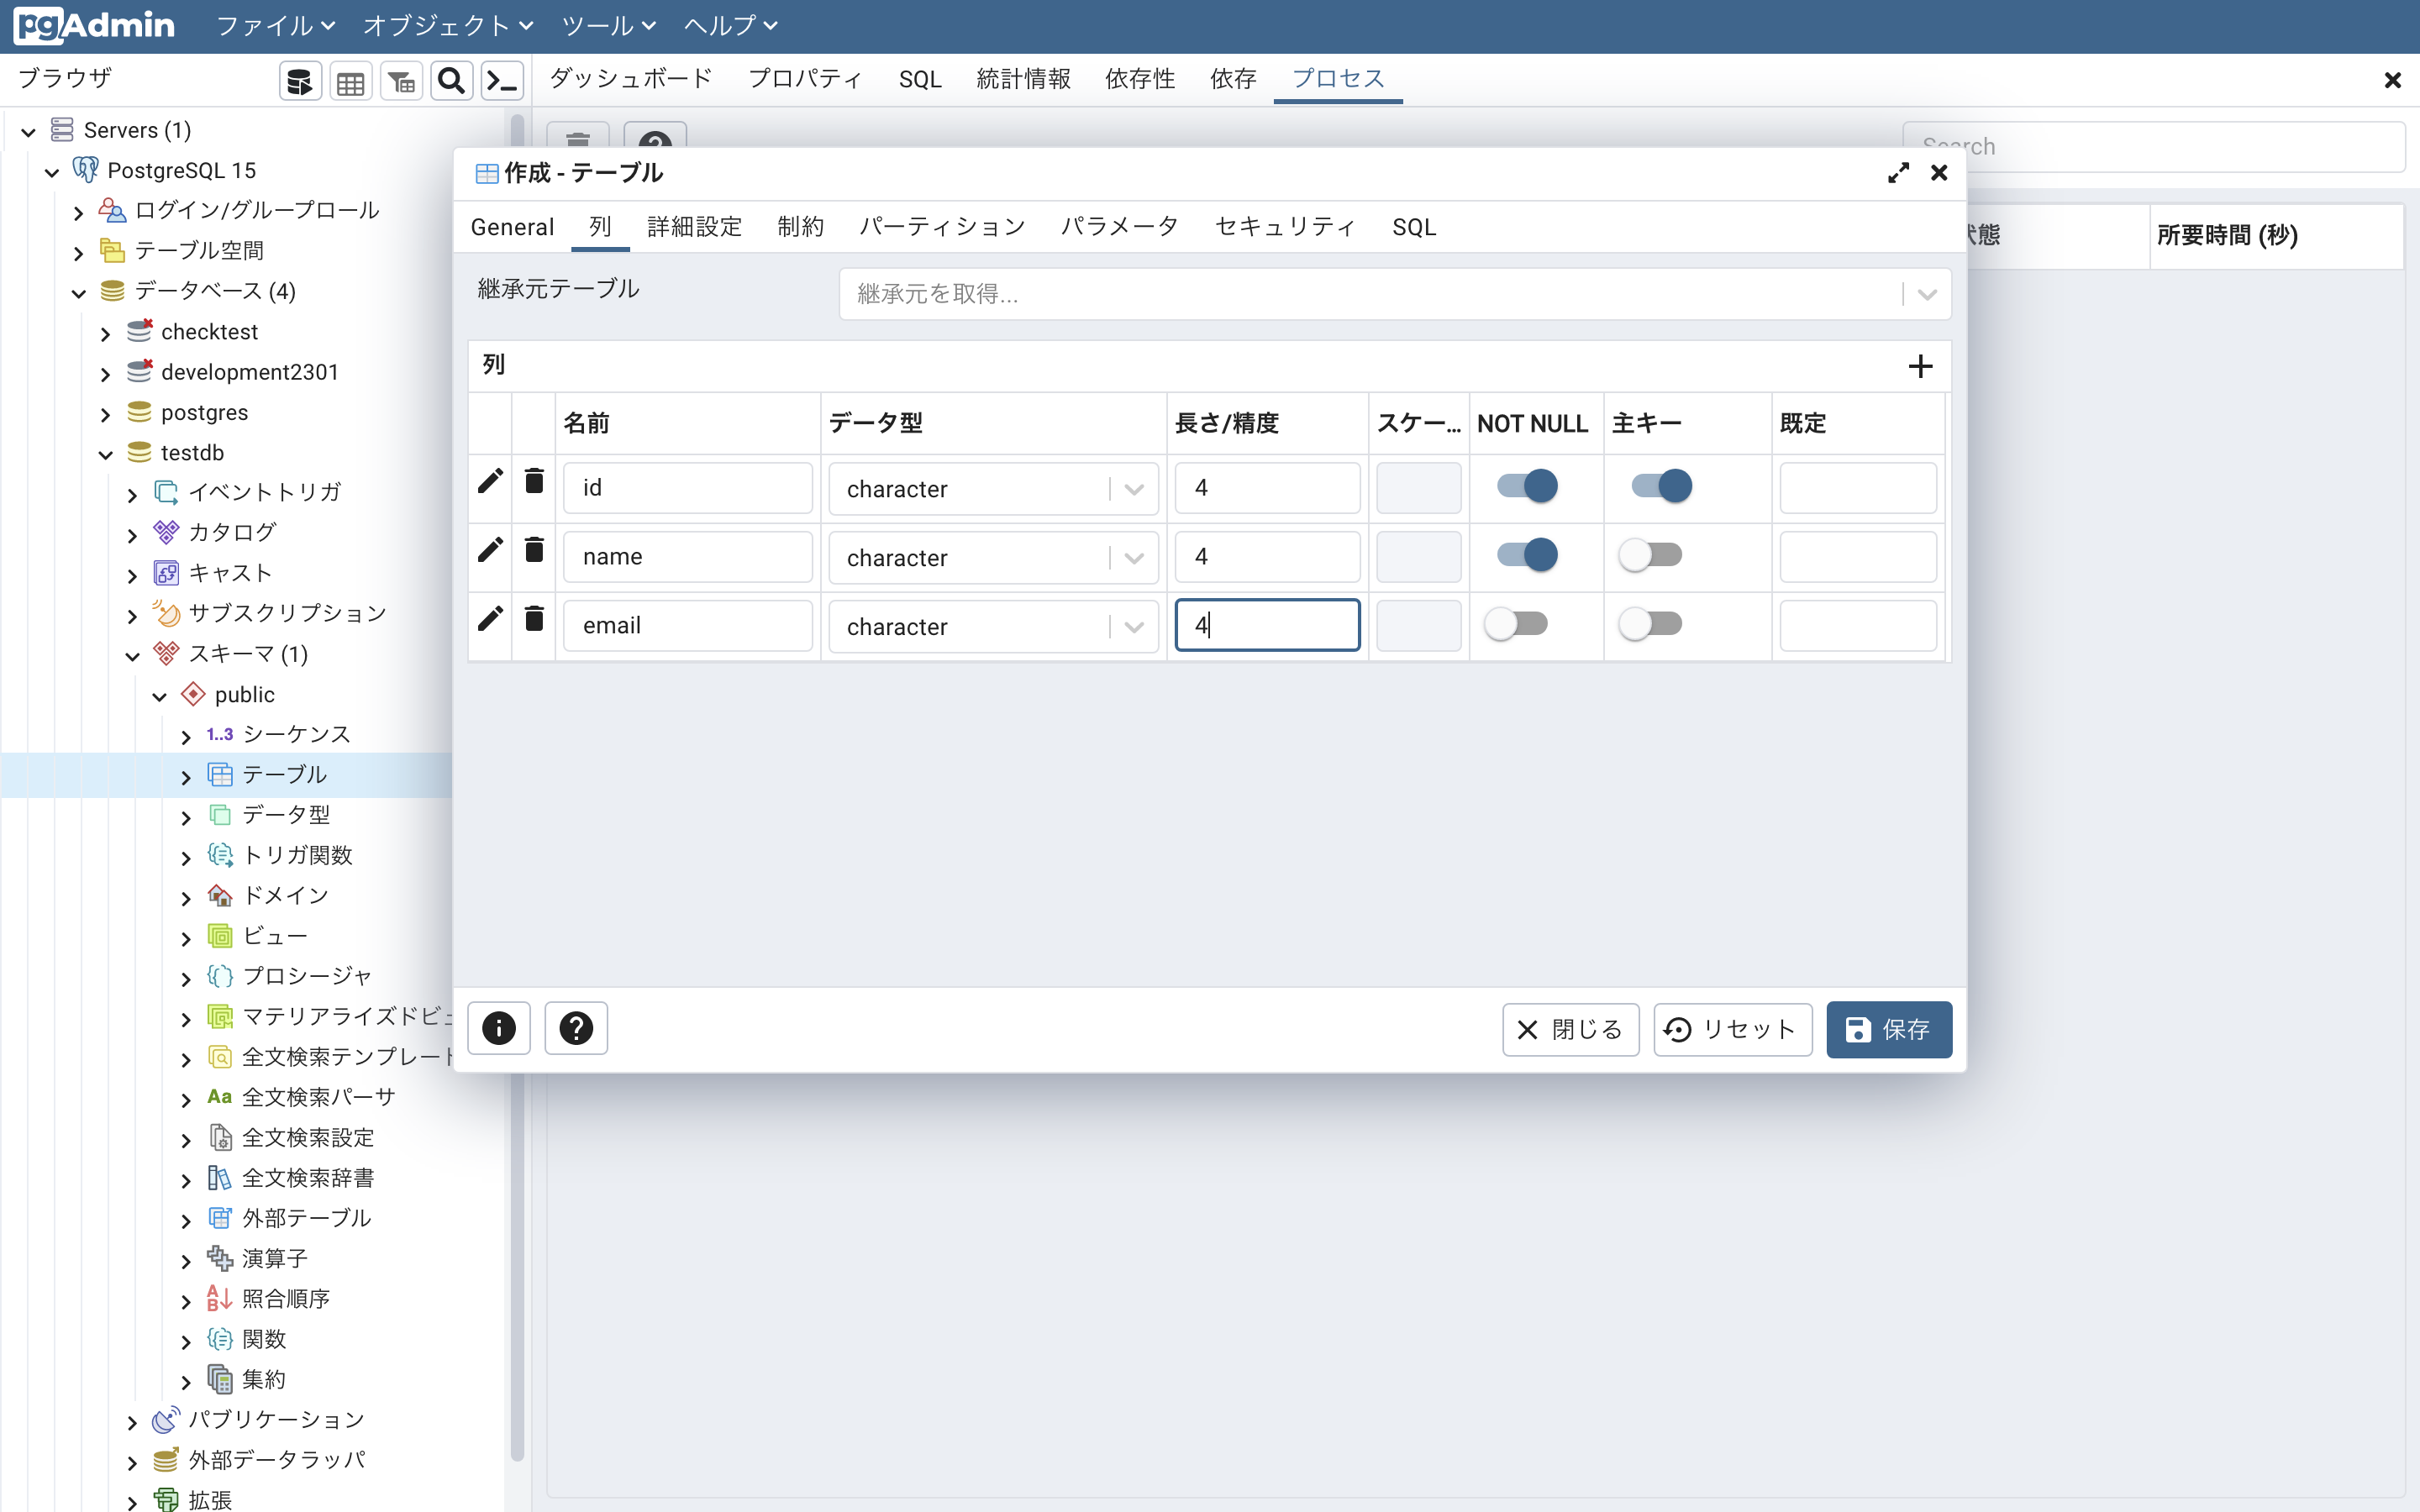 pgAdmin ファイル オブジェクト ツール ヘルプ
ブラウザ
ダッシュボード プロパティ SQL 統計情報 依存性 依存 プロセス
Servers (1)
PostgreSQL 15
ログイン/グループロール
テーブル空間
データベース (4)
checktest
development2301
postgres
testdb
イベントトリガ
カタログ
キャスト
サブスクリプション
スキーマ (1)
public
1..3 シーケンス
テーブル
データ型
トリガ関数
ドメイン
ビュー
プロシージャ
マテリアライズドビュ
全文検索テンプレート
Aa 全文検索パーサ
全文検索設定
全文検索辞書
外部テーブル
演算子
照合順序
関数
集約
パブリケーション
外部データラッパ
拡張
Search
状態 所要時間 (秒)
作成 - テーブル
General 列 詳細設定 制約 パーティション パラメータ セキュリティ SQL
継承元テーブル 継承元を取得...
列
名前 データ型 長さ/精度 スケー... NOT NULL 主キー 既定
id character 4
name character 4
email character 4
閉じる リセット 保存